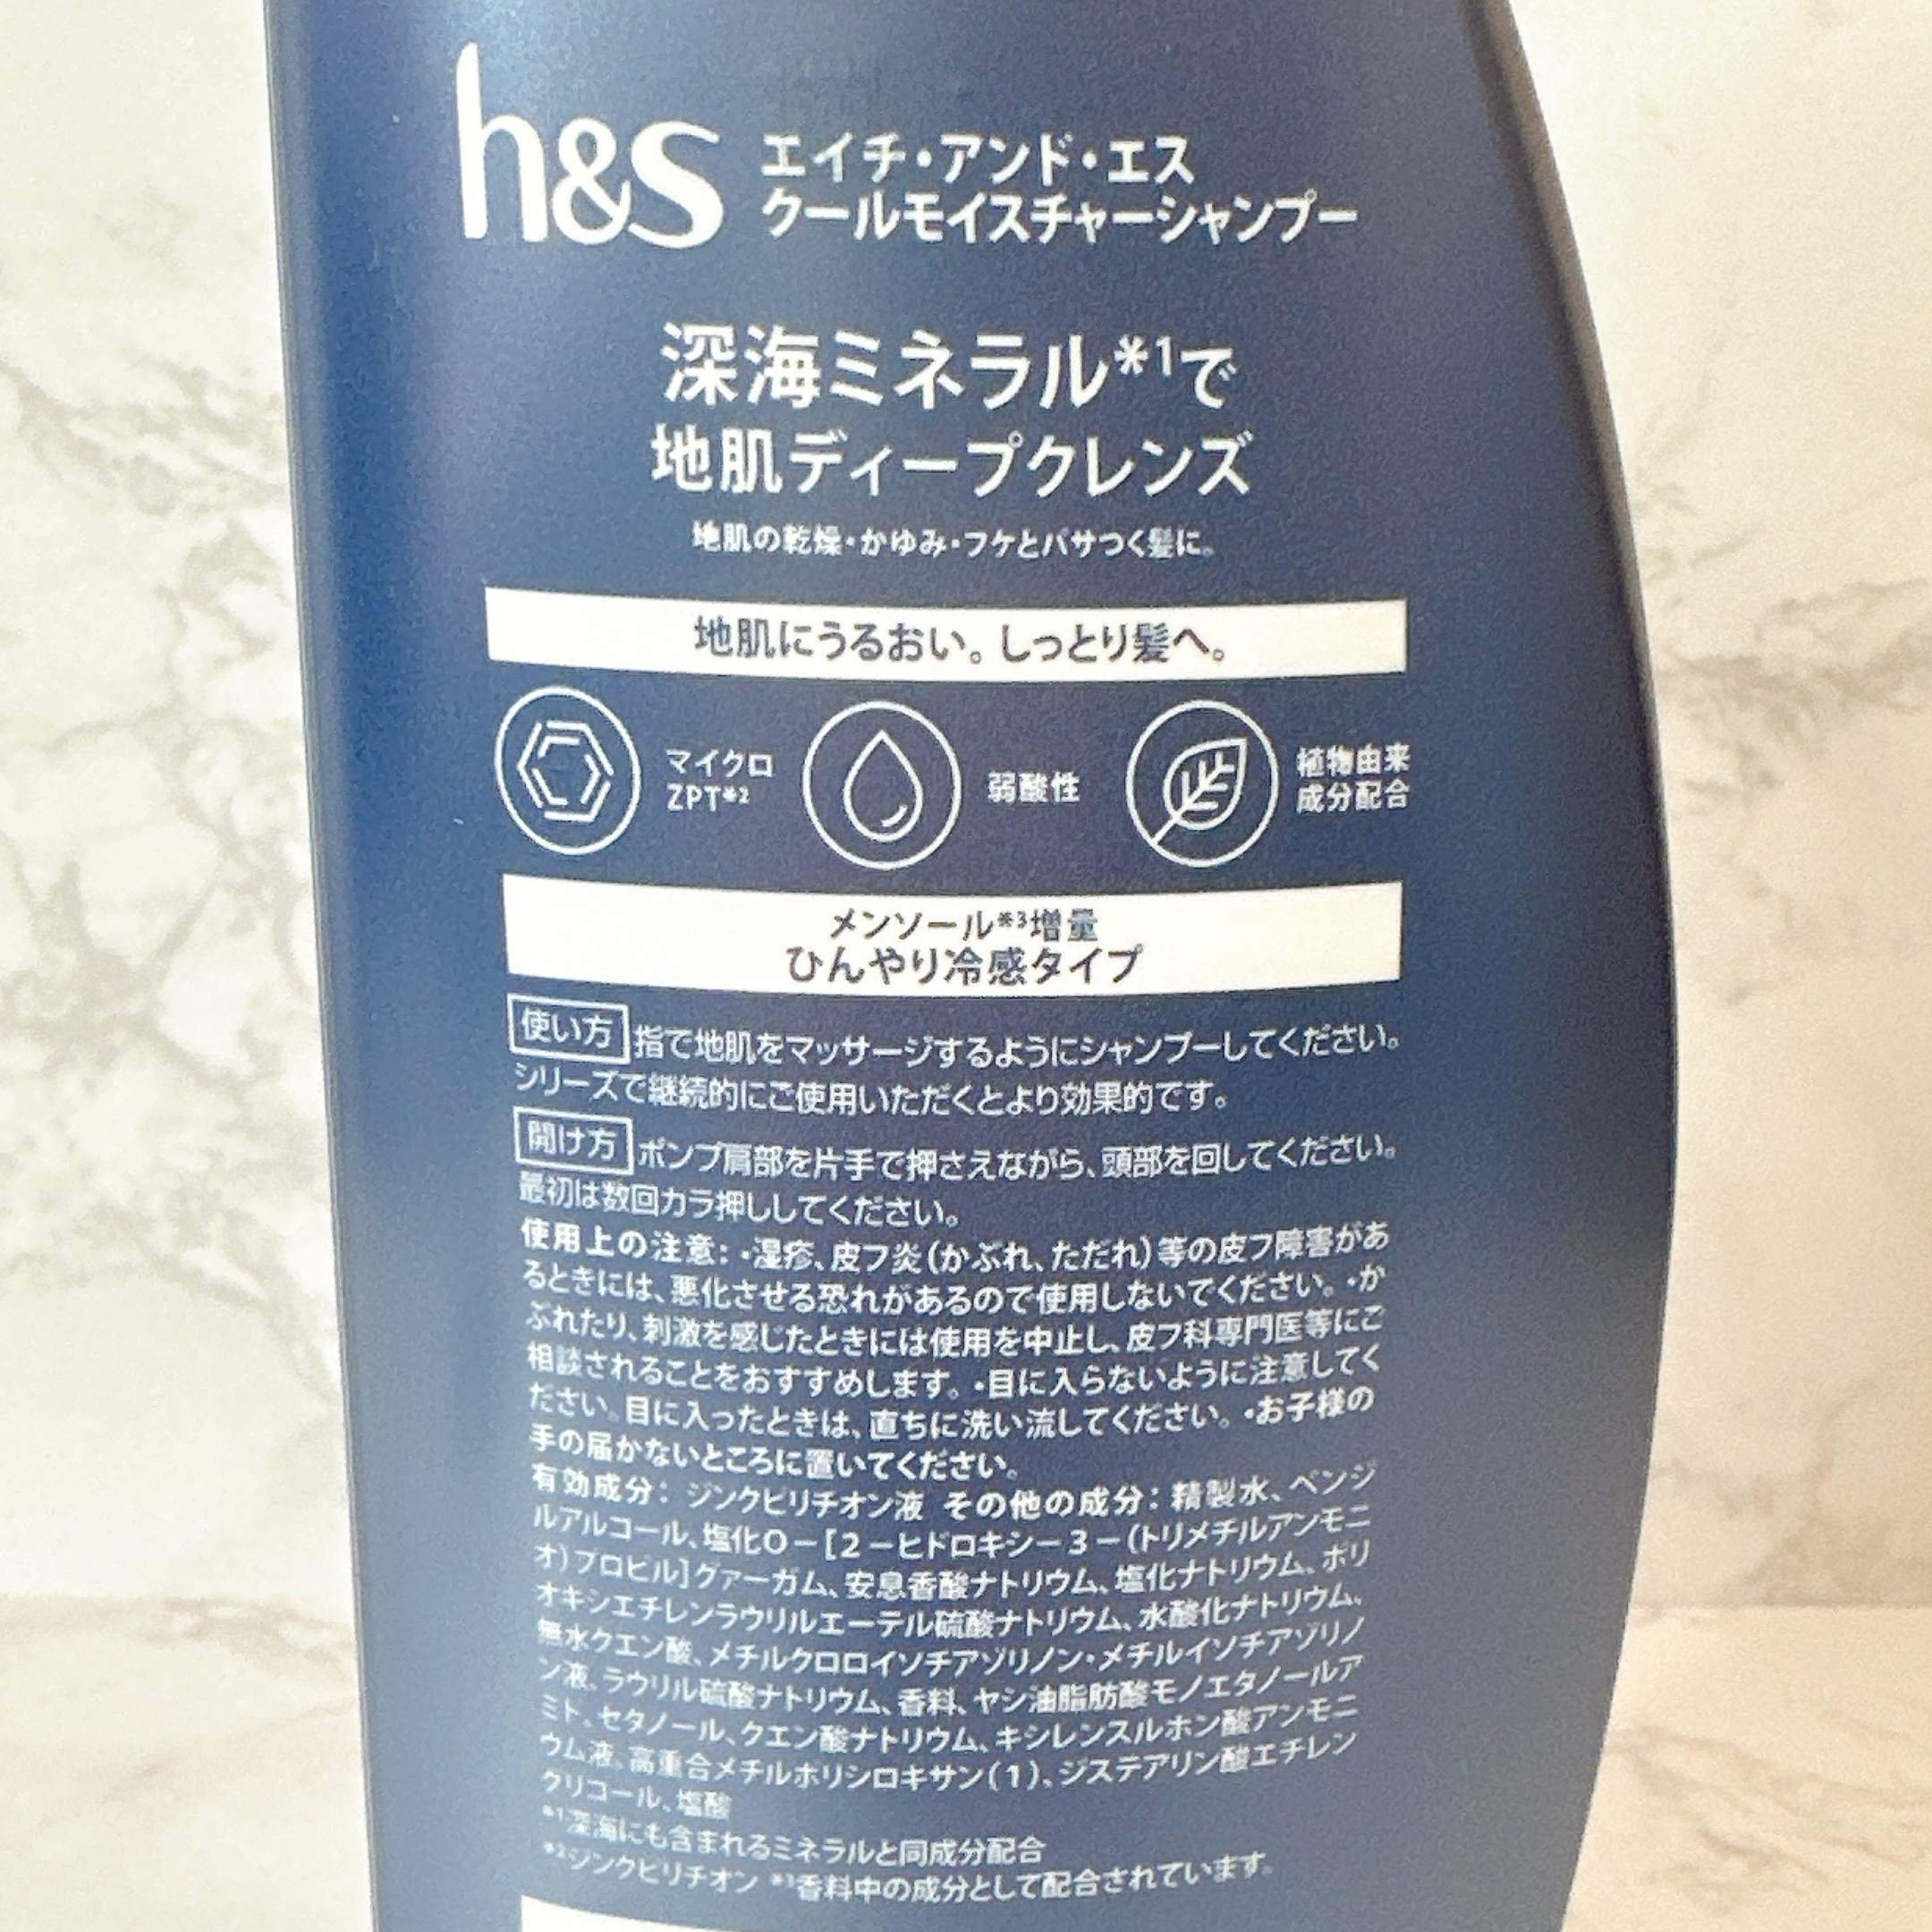 h&s
エイチ・アンド・エス
クールモイスチャーシャンプー
深海ミネラル*1で
地肌ディープクレンズ
地肌の乾燥・かゆみ・フケとパサつく髪に。
地肌にうるおい。しっとり髪へ。
マイクロ
ZPT*2
弱酸性
植物由来
成分配合
メンソール*3増量
ひんやり冷感タイプ
使い方 指で地肌をマッサージするようにシャンプーしてください。
シリーズで継続的にご使用いただくとより効果的です。
開け方 ポンプ肩部を片手で押さえながら、頭部を回してください。
最初は数回カラ押ししてください。
使用上の注意:・湿疹、皮フ炎(かぶれ、ただれ)等の皮フ障害があ
るときには、悪化させる恐れがあるので使用しないでください。・か
ぶれたり、刺激を感じたときには使用を中止し、皮フ科専門医等にご
相談されることをおすすめします。・目に入らないように注意してく
ださい。目に入ったときは、直ちに洗い流してください。・お子様の
手の届かないところに置いてください。
有効成分: ジンクピリチオン液 その他の成分: 精製水、ベンジ
ルアルコール、塩化O-[2-ヒドロキシ-3-(トリメチルアンモニ
オ)プロピル]グァーガム、安息香酸ナトリウム、塩化ナトリウム、ポリ
オキシエチレンラウリルエーテル硫酸ナトリウム、水酸化ナトリウム、
無水クエン酸、メチルクロロイソチアゾリノン・メチルイソチアゾリノ
ン液、ラウリル硫酸ナトリウム、香料、ヤシ油脂肪酸モノエタノールア
ミド、セタノール、クエン酸ナトリウム、キシレンスルホン酸アンモニ
ウム液、高重合メチルポリシロキサン(1)、ジステアリン酸エチレン
グリコール、塩酸
*1深海にも含まれるミネラルと同成分配合
*2ジンクピリチオン *3香料中の成分として配合されています。